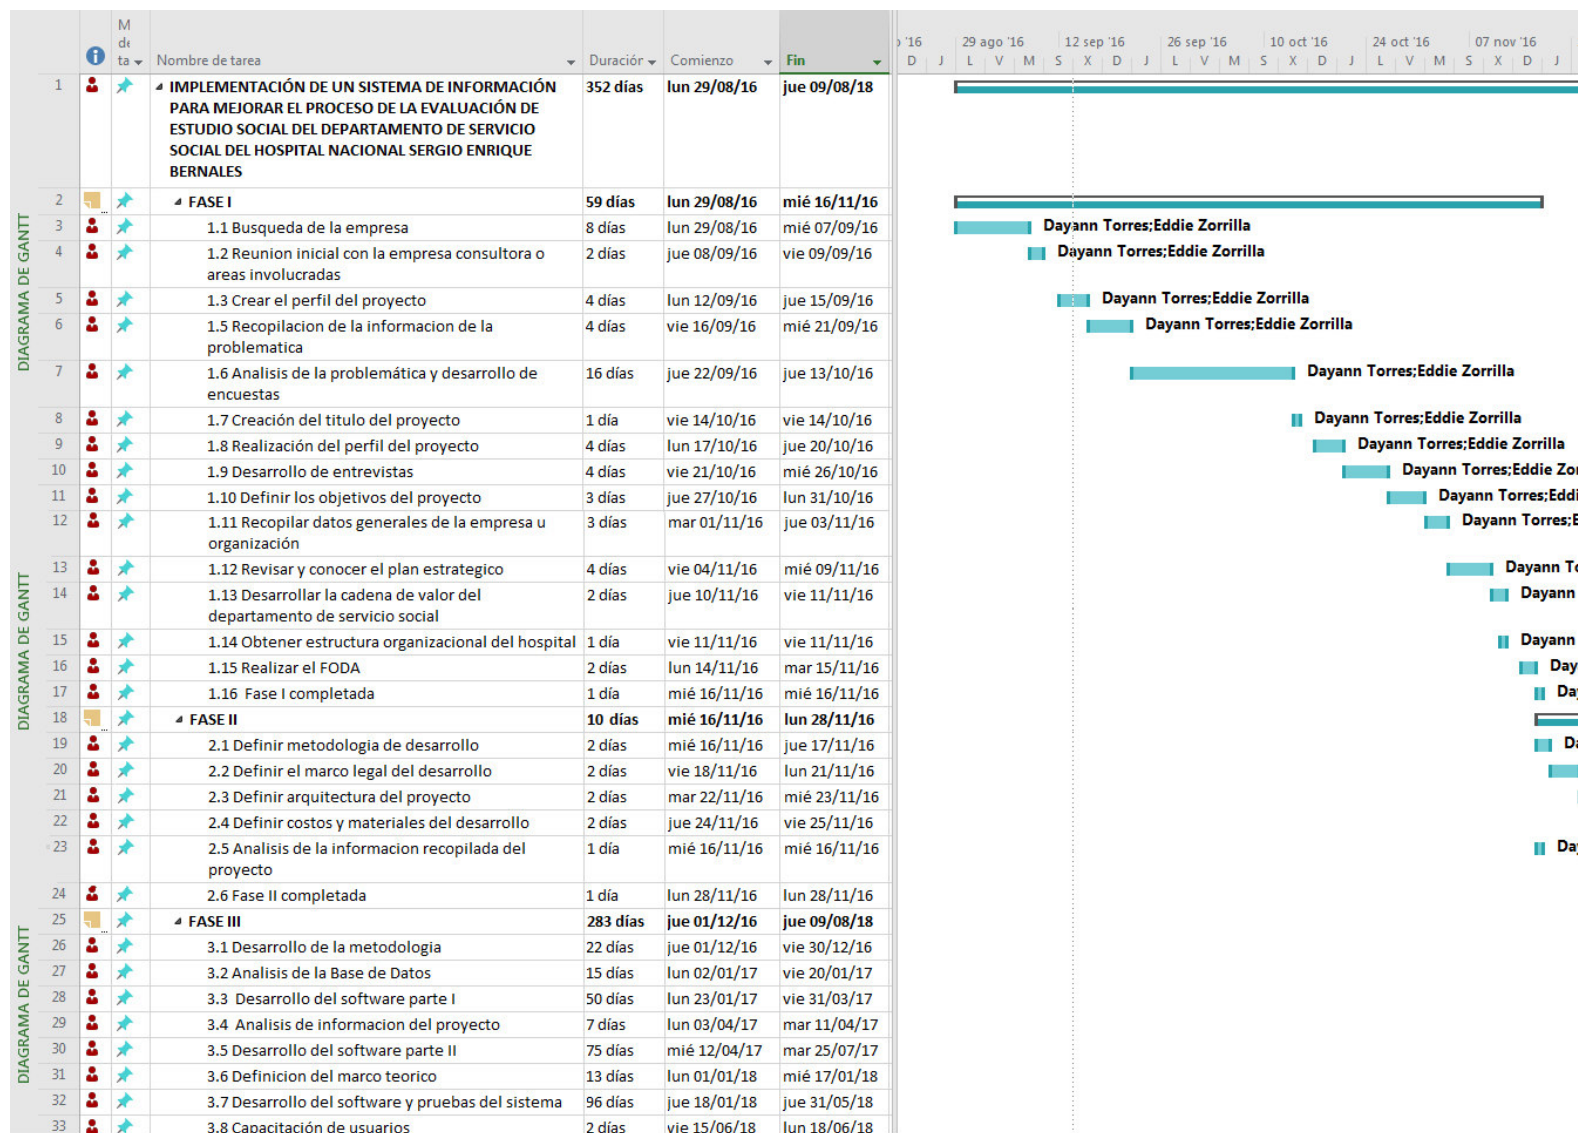 M
de
ta
Nombre de tarea
Duración
Comienzo
Fin
'16
29 ago '16
12 sep '16
26 sep '16
10 oct '16
24 oct '16
07 nov '16
D J L V M S X D J L V M S X D J L V M S X D J
DIAGRAMA DE GANTT
DIAGRAMA DE GANTT
DIAGRAMA DE GANTT
1 IMPLEMENTACIÓN DE UN SISTEMA DE INFORMACIÓN 352 días lun 29/08/16 jue 09/08/18
PARA MEJORAR EL PROCESO DE LA EVALUACIÓN DE
ESTUDIO SOCIAL DEL DEPARTAMENTO DE SERVICIO
SOCIAL DEL HOSPITAL NACIONAL SERGIO ENRIQUE
BERNALES
2 FASE I 59 días lun 29/08/16 mié 16/11/16
3 1.1 Busqueda de la empresa 8 días lun 29/08/16 mié 07/09/16 Dayann Torres;Eddie Zorrilla
4 1.2 Reunion inicial con la empresa consultora o 2 días jue 08/09/16 vie 09/09/16 Dayann Torres;Eddie Zorrilla
areas involucradas
5 1.3 Crear el perfil del proyecto 4 días lun 12/09/16 jue 15/09/16 Dayann Torres;Eddie Zorrilla
6 1.5 Recopilacion de la informacion de la 4 días vie 16/09/16 mié 21/09/16 Dayann Torres;Eddie Zorrilla
problematica
7 1.6 Analisis de la problemática y desarrollo de 16 días jue 22/09/16 jue 13/10/16 Dayann Torres;Eddie Zorrilla
encuestas
8 1.7 Creación del titulo del proyecto 1 día vie 14/10/16 vie 14/10/16 Dayann Torres;Eddie Zorrilla
9 1.8 Realización del perfil del proyecto 4 días lun 17/10/16 jue 20/10/16 Dayann Torres;Eddie Zorrilla
10 1.9 Desarrollo de entrevistas 4 días vie 21/10/16 mié 26/10/16 Dayann Torres;Eddie Zor
11 1.10 Definir los objetivos del proyecto 3 días jue 27/10/16 lun 31/10/16 Dayann Torres;Eddi
12 1.11 Recopilar datos generales de la empresa u 3 días mar 01/11/16 jue 03/11/16 Dayann Torres;E
organización
13 1.12 Revisar y conocer el plan estrategico 4 días vie 04/11/16 mié 09/11/16 Dayann To
14 1.13 Desarrollar la cadena de valor del 2 días jue 10/11/16 vie 11/11/16 Dayann
departamento de servicio social
15 1.14 Obtener estructura organizacional del hospital 1 día vie 11/11/16 vie 11/11/16 Dayann
16 1.15 Realizar el FODA 2 días lun 14/11/16 mar 15/11/16 Day
17 1.16 Fase I completada 1 día mié 16/11/16 mié 16/11/16 Da
18 FASE II 10 días mié 16/11/16 lun 28/11/16
19 2.1 Definir metodologia de desarrollo 2 días mié 16/11/16 jue 17/11/16 Da
20 2.2 Definir el marco legal del desarrollo 2 días vie 18/11/16 lun 21/11/16
21 2.3 Definir arquitectura del proyecto 2 días mar 22/11/16 mié 23/11/16
22 2.4 Definir costos y materiales del desarrollo 2 días jue 24/11/16 vie 25/11/16
23 2.5 Analisis de la informacion recopilada del 1 día mié 16/11/16 mié 16/11/16 Day
proyecto
24 2.6 Fase II completada 1 día lun 28/11/16 lun 28/11/16
25 FASE III 283 días jue 01/12/16 jue 09/08/18
26 3.1 Desarrollo de la metodologia 22 días jue 01/12/16 vie 30/12/16
27 3.2 Analisis de la Base de Datos 15 días lun 02/01/17 vie 20/01/17
28 3.3 Desarrollo del software parte I 50 días lun 23/01/17 vie 31/03/17
29 3.4 Analisis de informacion del proyecto 7 días lun 03/04/17 mar 11/04/17
30 3.5 Desarrollo del software parte II 75 días mié 12/04/17 mar 25/07/17
31 3.6 Definicion del marco teorico 13 días lun 01/01/18 mié 17/01/18
32 3.7 Desarrollo del software y pruebas del sistema 96 días jue 18/01/18 jue 31/05/18
33 3.8 Capacitación de usuarios 2 días vie 15/06/18 lun 18/06/18